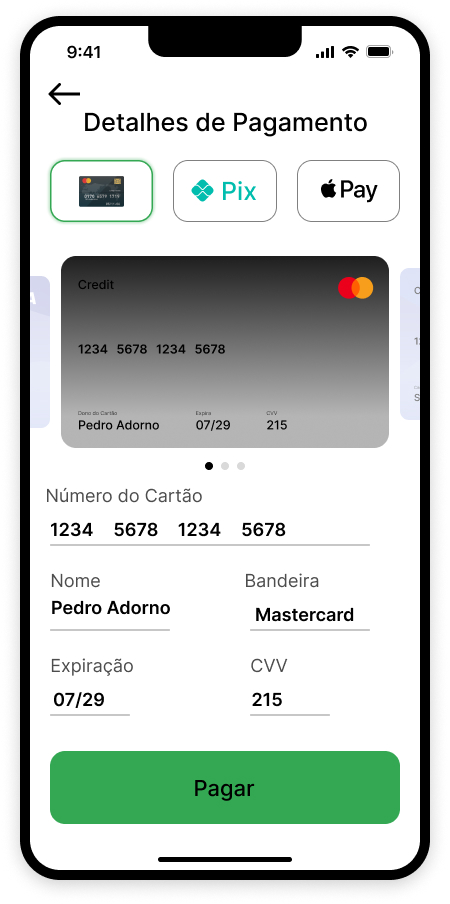 9:41
Detalhes de Pagamento
Pix
Pay
Credit
1234 5678 1234 5678
Dono do Cartão Expira CVV
Pedro Adorno 07/29 215
Número do Cartão
1234 5678 1234 5678
Nome Bandeira
Pedro Adorno Mastercard
Expiração CVV
07/29 215
Pagar